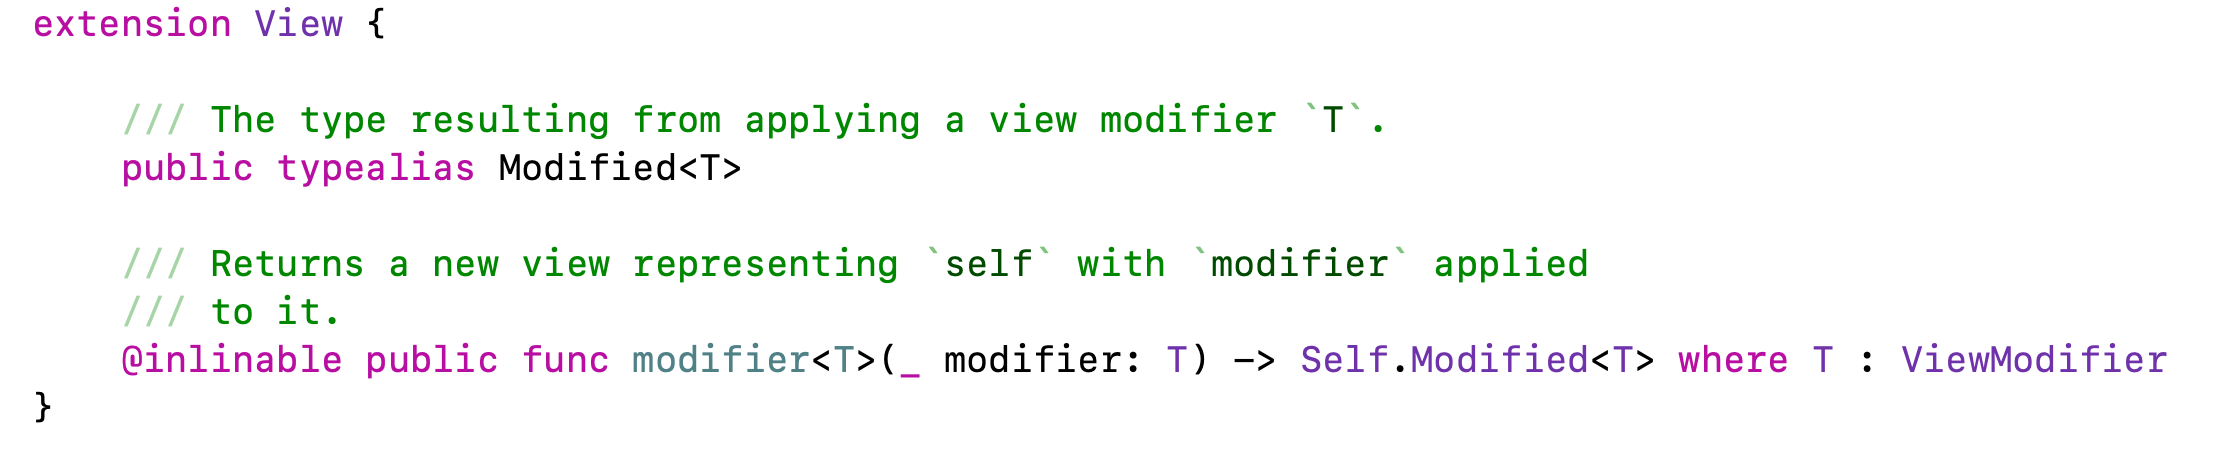 extension View {
/// The type resulting from applying a view modifier `T`.
public typealias Modified<T>
/// Returns a new view representing `self` with `modifier` applied
/// to it.
@inlinable public func modifier<T>(_ modifier: T) -> Self.Modified<T> where T : ViewModifier
}